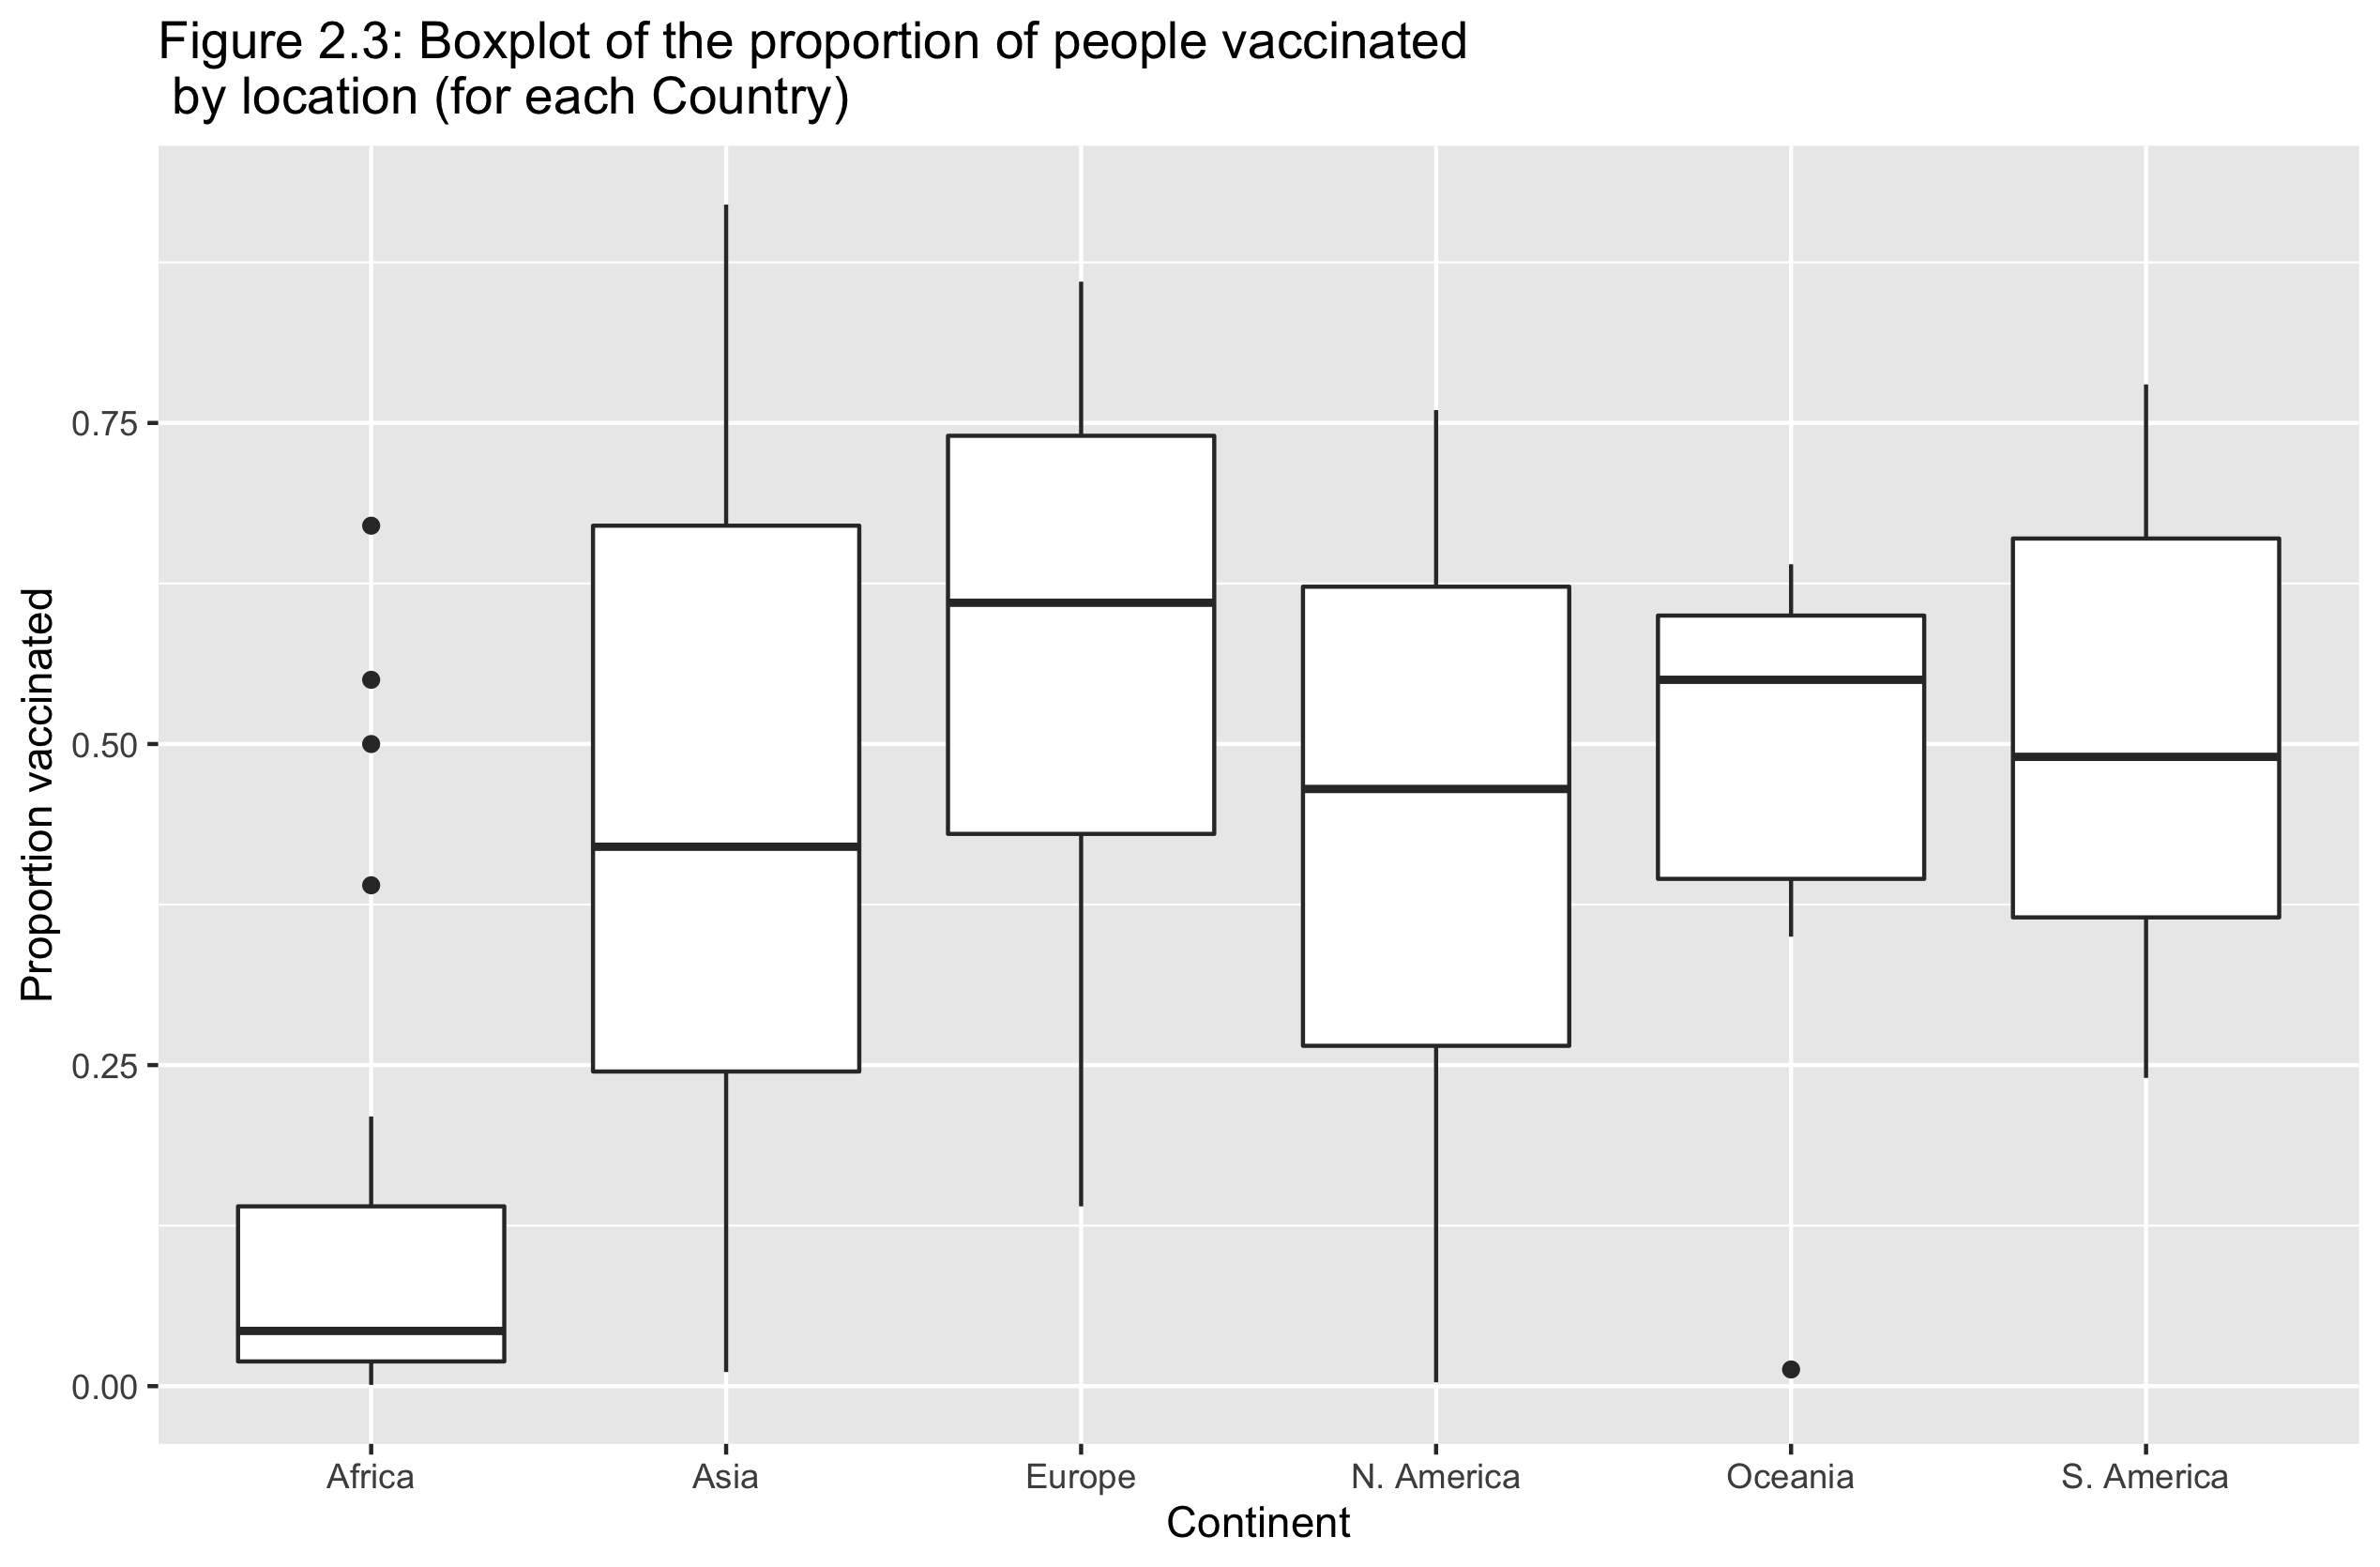 Figure 2.3: Boxplot of the proportion of people vaccinated
by location (for each Country)
Proportion vaccinated
0.75
0.50
0.25
0.00
Africa
Asia
Europe
N. America
Oceania
S. America
Continent